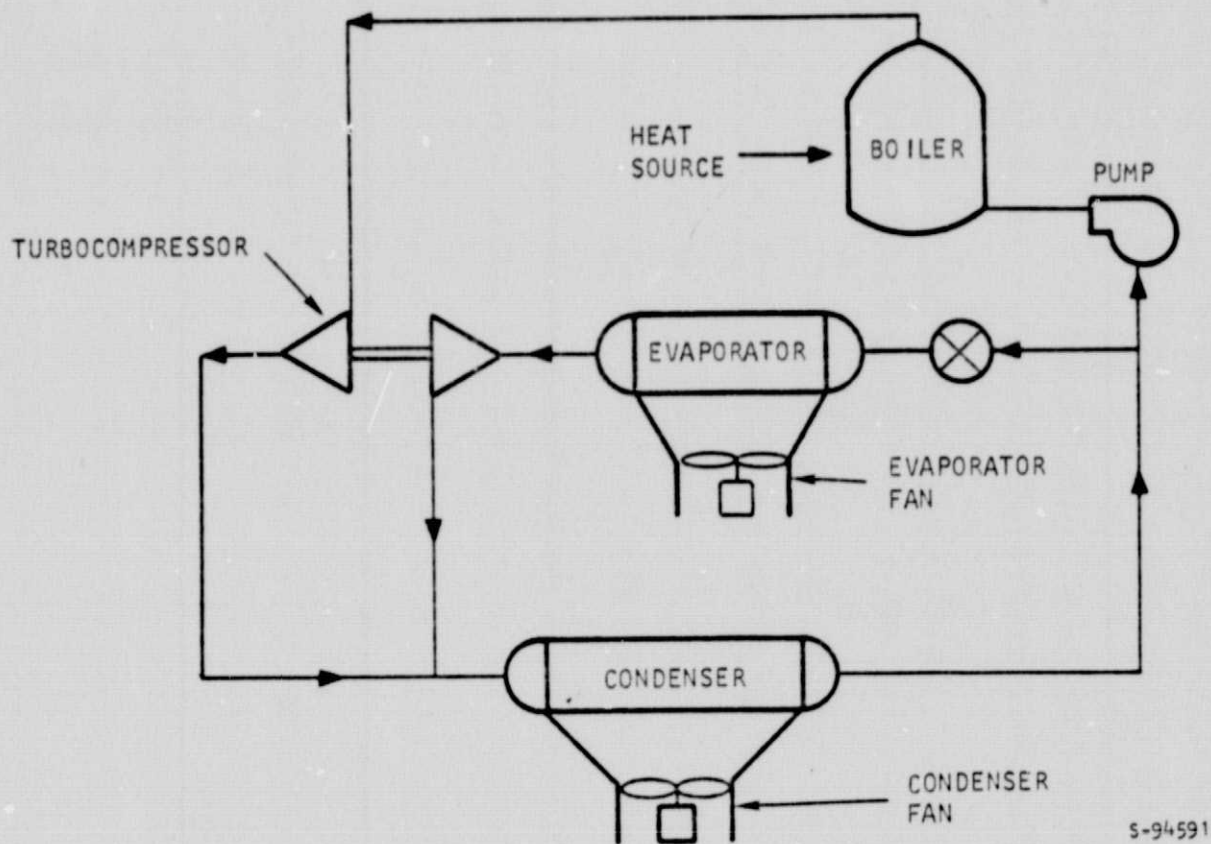 HEAT
SOURCE
BOILER
PUMP
TURBOCOMPRESSOR
EVAPORATOR
EVAPORATOR
FAN
CONDENSER
CONDENSER
FAN
S-94591